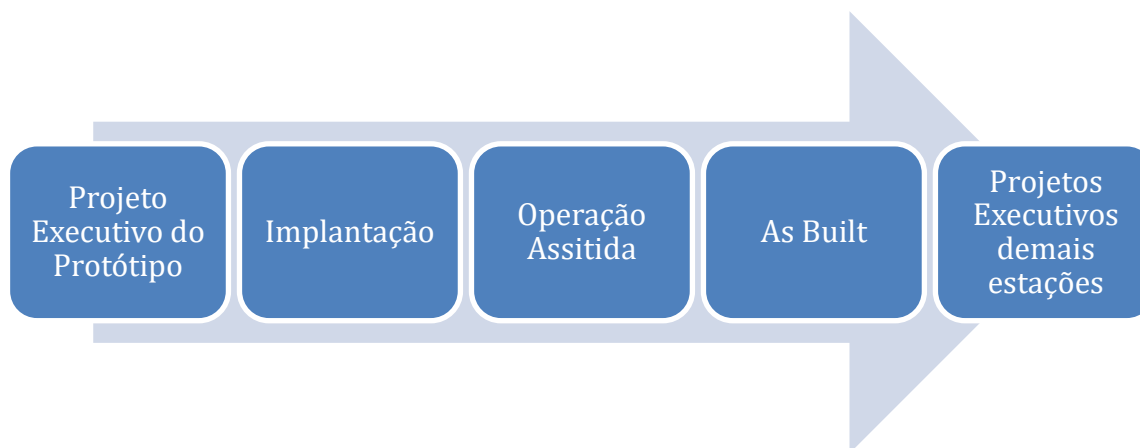 Projeto
Executivo do
Protótipo
Implantação
Operação
Assitida
As Built
Projetos
Executivos
demais
estações